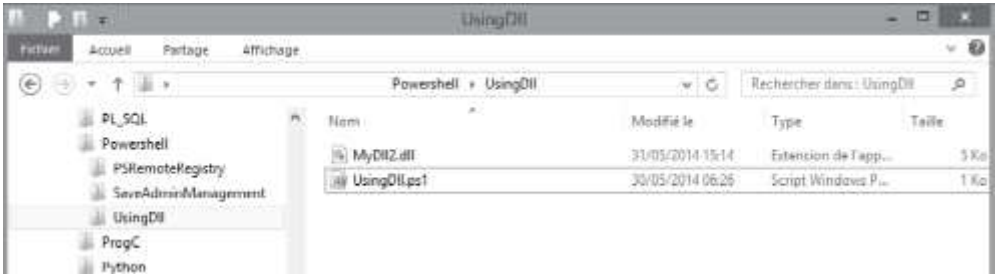 UsingDll
Fichier Accueil Partage Affichage
Powershell UsingDll Rechercher dans : UsingDll
PL_SQL
Powershell
PSRemoteRegistry
SaveAdminManagement
UsingDll
ProgC
Python
Nom Modifié le Type Taille
MyDll2.dll 31/05/2014 15:14 Extension de l'app... 5 Ko
UsingDll.ps1 30/05/2014 06:26 Script Windows P... 1 Ko